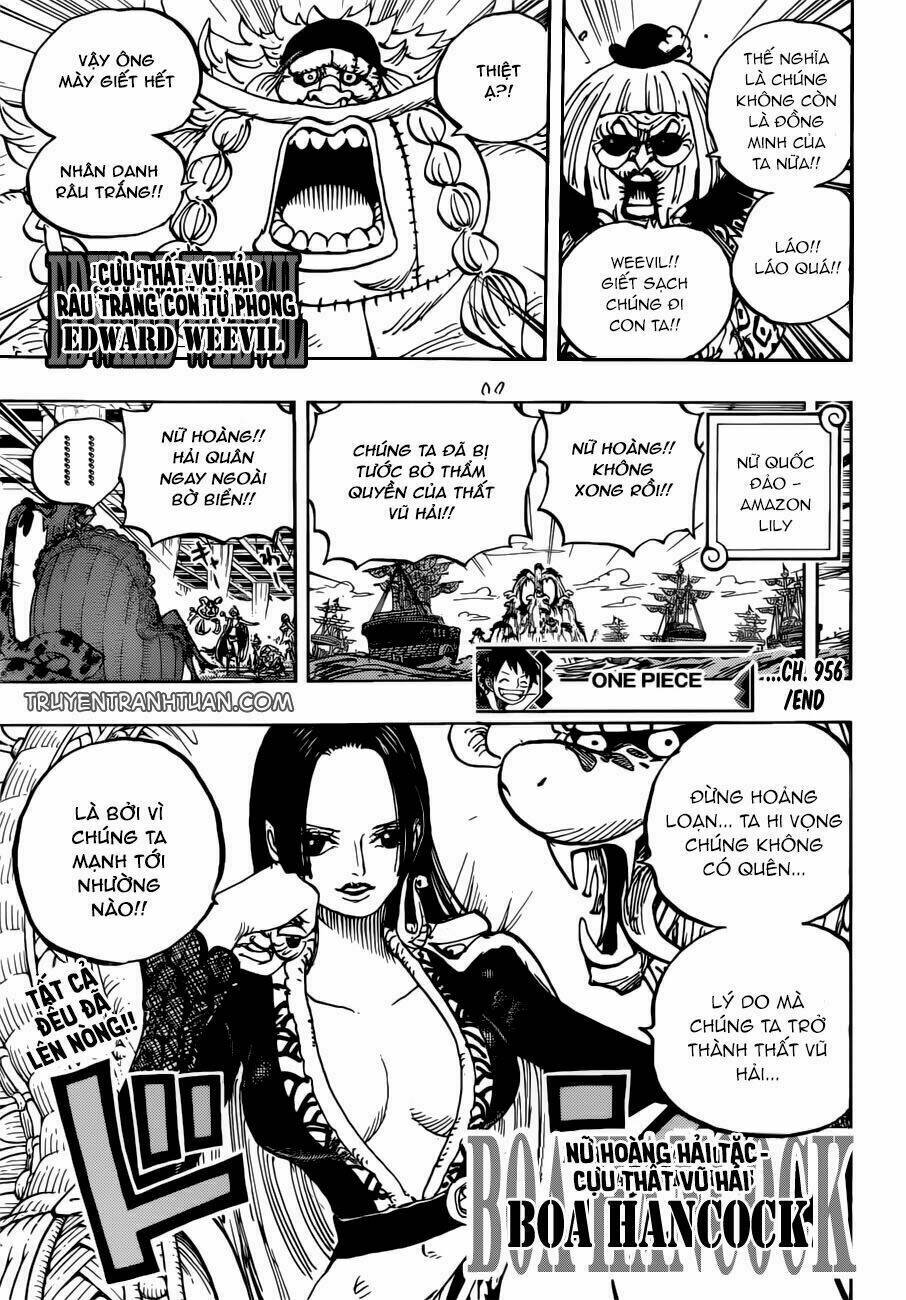 THẾ NGHĨA
LÀ CHÚNG
KHÔNG CÒN
LÀ ĐỒNG
MINH CỦA
TA NỮA!!
LÁO!!
LÁO QUÁ!!
WEEVIL!!
GIẾT SẠCH
CHÚNG ĐI
CON TA!!
THIỆT
Ạ?!
VẬY ÔNG
MÀY GIẾT HẾT
NHÂN DANH
RÂU TRẮNG!!
CỰU THẤT VŨ HẢI
RÂU TRẮNG CON TỰ PHONG
EDWARD WEEVIL
NỮ QUỐC
ĐẢO -
AMAZON
LILY
NỮ HOÀNG!!
KHÔNG
XONG RỒI!!
CHÚNG TA ĐÃ BỊ
TƯỚC BỎ THẨM
QUYỀN CỦA THẤT
VŨ HẢI!!
NỮ HOÀNG!!
HẢI QUÂN
NGAY NGOÀI
BỜ BIỂN!!
TRUYENTRANHTUAN.COM
ONE PIECE
....CH. 956
/END
ĐỪNG HOẢNG
LOẠN... TA HI VỌNG
CHÚNG KHÔNG
CÓ QUÊN...
LÝ DO MÀ
CHÚNG TA TRỞ
THÀNH THẤT VŨ
HẢI...
LÀ BỞI VÌ
CHÚNG TA
MẠNH TỚI
NHƯỜNG
NÀO!!
TẤT CẢ
ĐỀU ĐÃ
LÊN NÒNG!!
ドン
NỮ HOÀNG HẢI TẶC -
CỰU THẤT VŨ HẢI
BOA HANCOCK